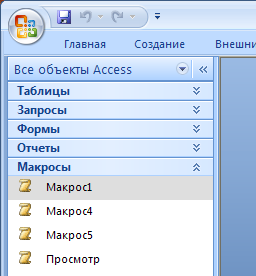 Главная Создание Внешни
Все объекты Access
Таблицы
Запросы
Формы
Отчеты
Макросы
Макрос1
Макрос4
Макрос5
Просмотр